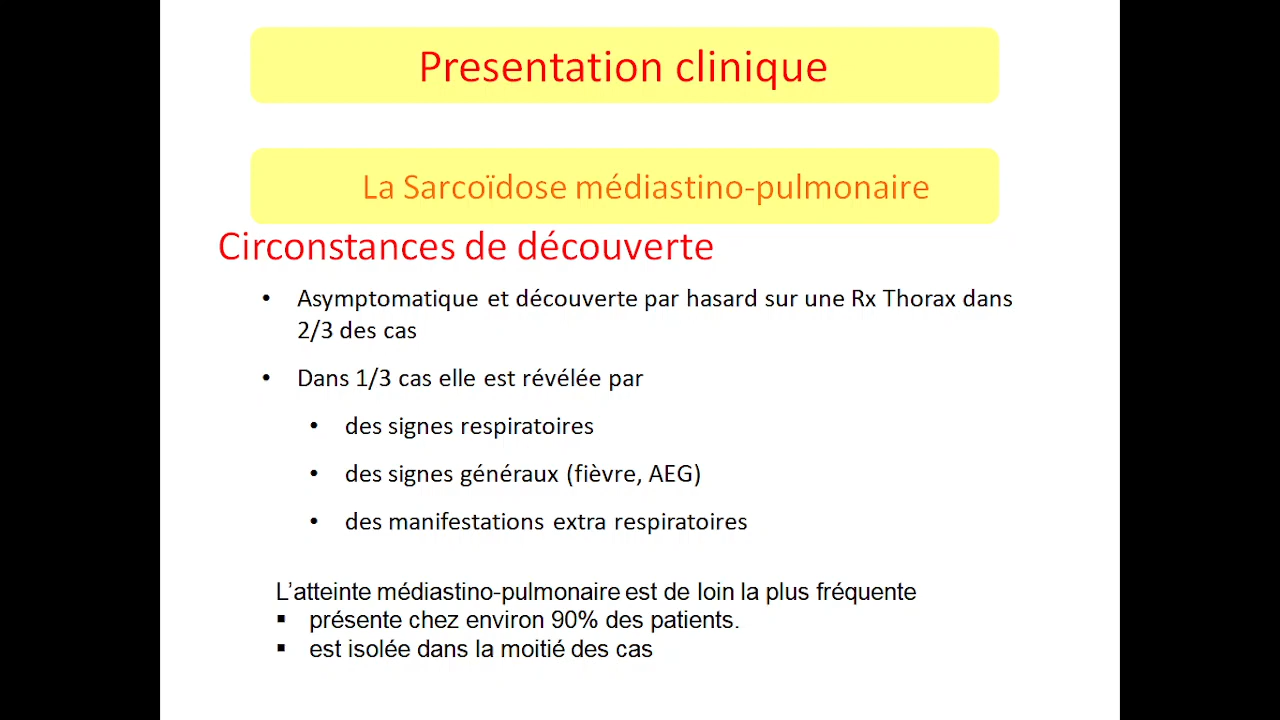 Presentation clinique
La Sarcoïdose médiastino-pulmonaire
Circonstances de découverte
• Asymptomatique et découverte par hasard sur une Rx Thorax dans
2/3 des cas
• Dans 1/3 cas elle est révélée par
• des signes respiratoires
• des signes généraux (fièvre, AEG)
• des manifestations extra respiratoires
L’atteinte médiastino-pulmonaire est de loin la plus fréquente
▪ présente chez environ 90% des patients.
▪ est isolée dans la moitié des cas